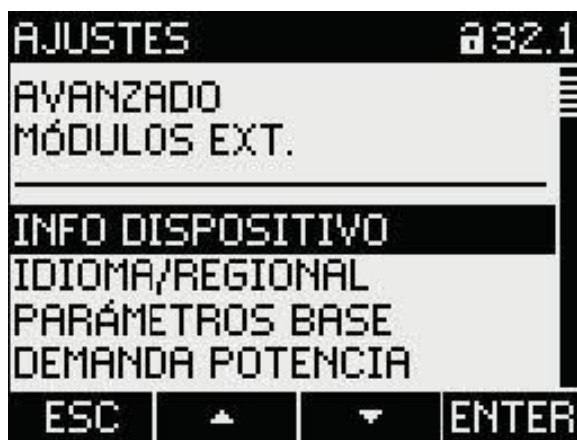 AJUSTES 32.1
AVANZADO
MÓDULOS EXT.
INFO DISPOSITIVO
IDIOMA/REGIONAL
PARÁMETROS BASE
DEMANDA POTENCIA
ESC ENTER